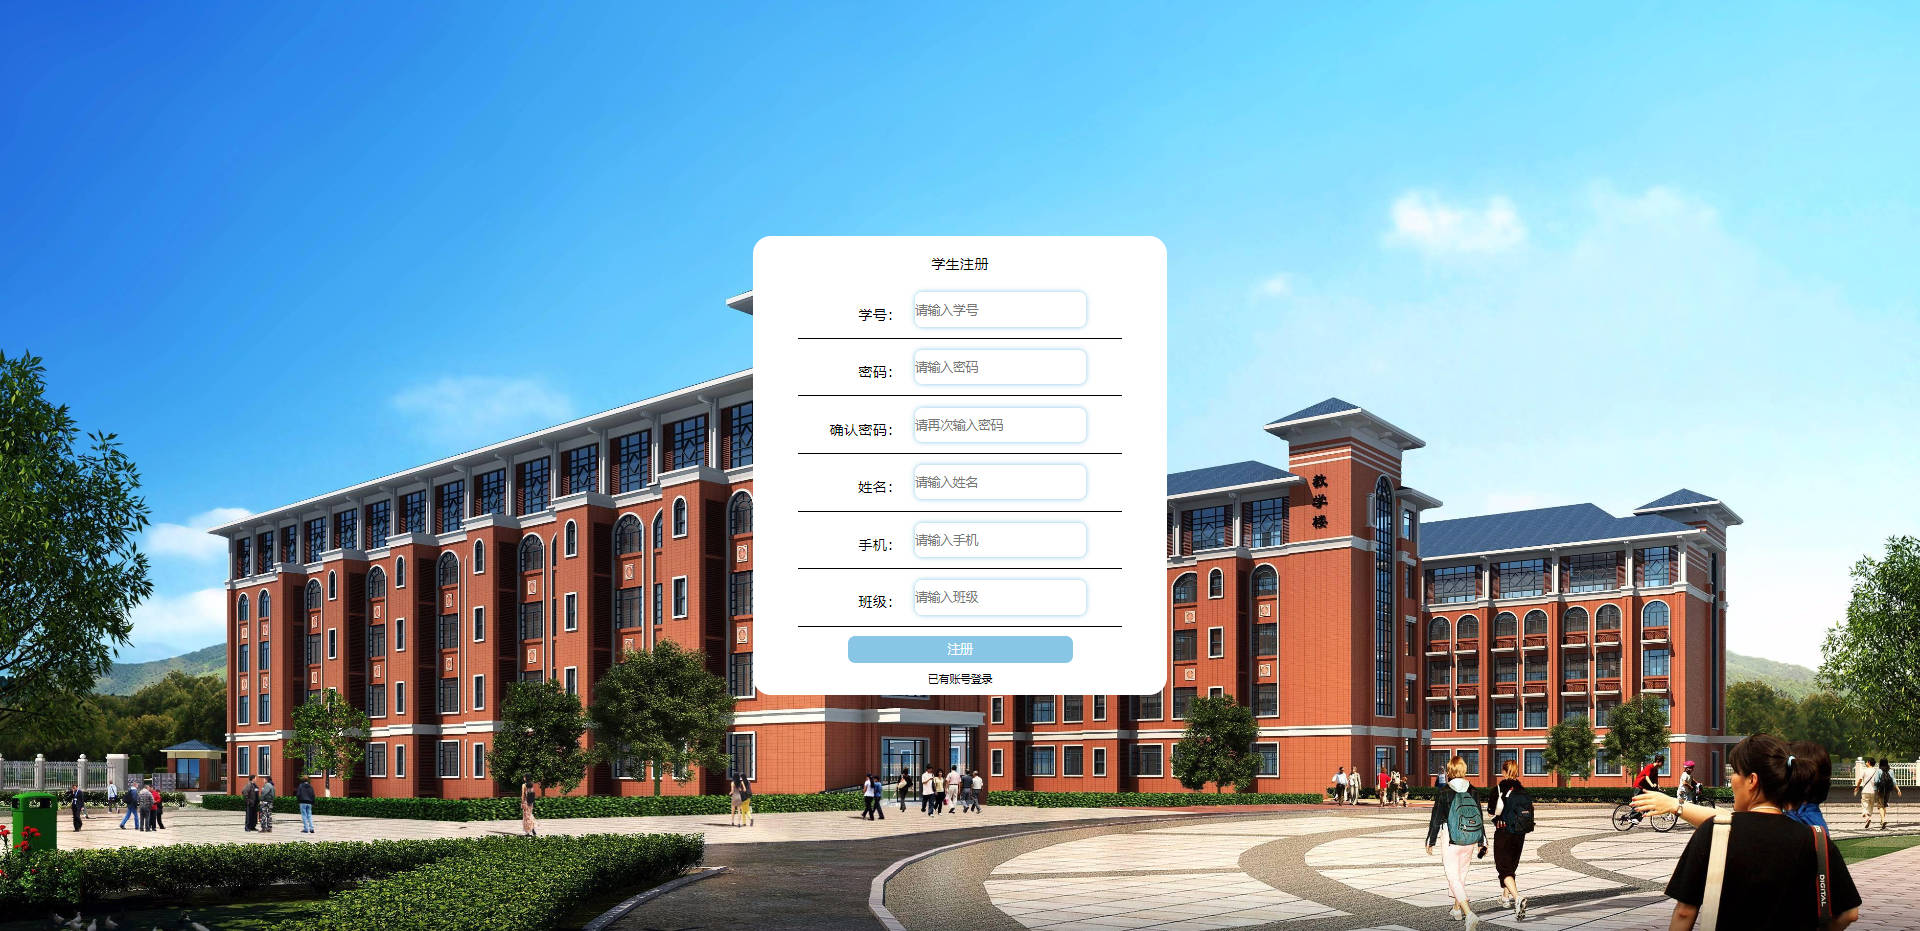 学生注册
学号： 请输入学号
密码： 请输入密码
确认密码： 请再次输入密码
姓名： 请输入姓名
手机： 请输入手机
班级： 请输入班级
注册
已有账号登录
教学楼
DIGITAL